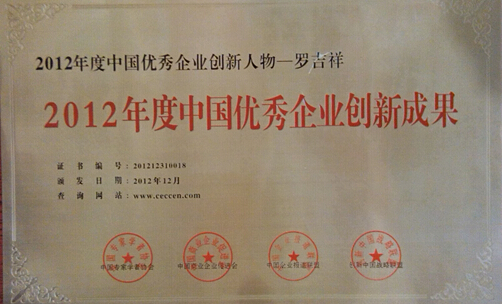 2012年度中国优秀企业创新人物—罗吉祥
2012年度中国优秀企业创新成果
证书编号:201212310018
颁发日期:2012年12月
查询网站:www.ceccen.com